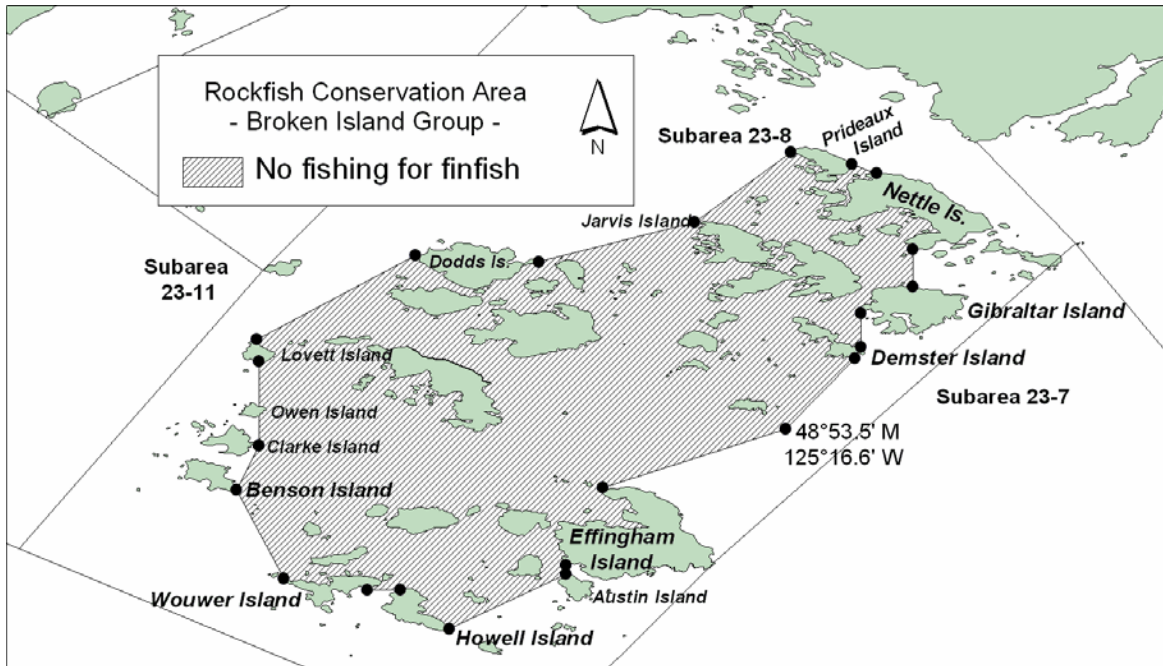 Rockfish Conservation Area
- Broken Island Group -
N
No fishing for finfish
Subarea 23-8
Prideaux
Island
Nettle Is.
Jarvis Island
Dodds Is.
Subarea
23-11
Gibraltar Island
Lovett Island
Demster Island
Subarea 23-7
Owen Island
48°53.5' M
125°16.6' W
Clarke Island
Benson Island
Effingham
Island
Wouwer Island
Austin Island
Howell Island